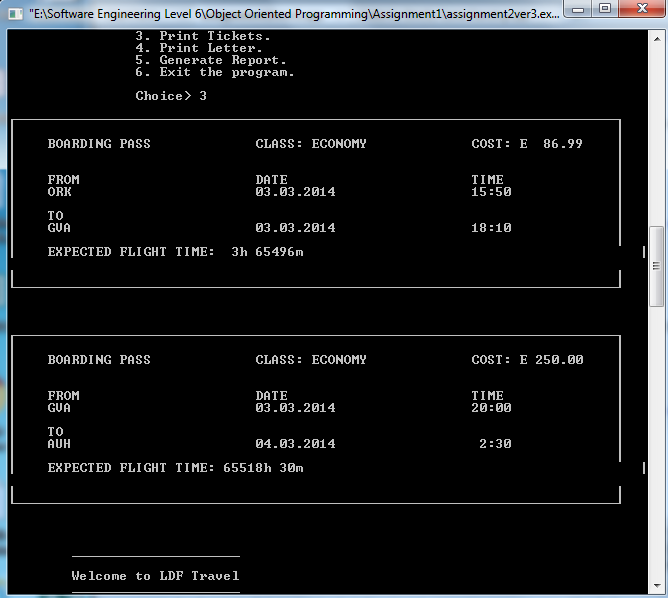 "E:\Software Engineering Level 6\Object Oriented Programming\Assignment1\assignment2ver3.ex...
3. Print Tickets.
4. Print Letter.
5. Generate Report.
6. Exit the program.
Choice> 3
BOARDING PASS CLASS: ECONOMY COST: E 86.99
FROM DATE TIME
ORK 03.03.2014 15:50
TO
GVA 03.03.2014 18:10
EXPECTED FLIGHT TIME: 3h 65496m
BOARDING PASS CLASS: ECONOMY COST: E 250.00
FROM DATE TIME
GVA 03.03.2014 20:00
TO
AUH 04.03.2014 2:30
EXPECTED FLIGHT TIME: 65518h 30m
Welcome to LDF Travel